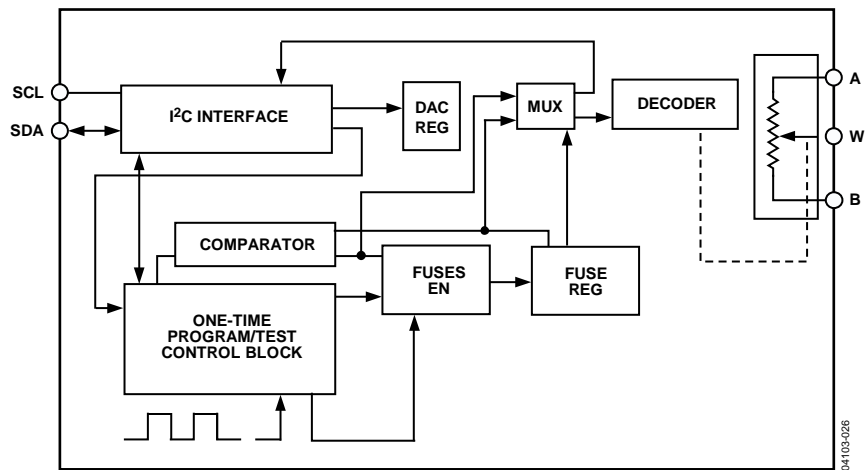 SCL
SDA
I²C INTERFACE
DAC
REG
MUX
DECODER
A
W
B
COMPARATOR
FUSES
EN
FUSE
REG
ONE-TIME
PROGRAM/TEST
CONTROL BLOCK
04103-026